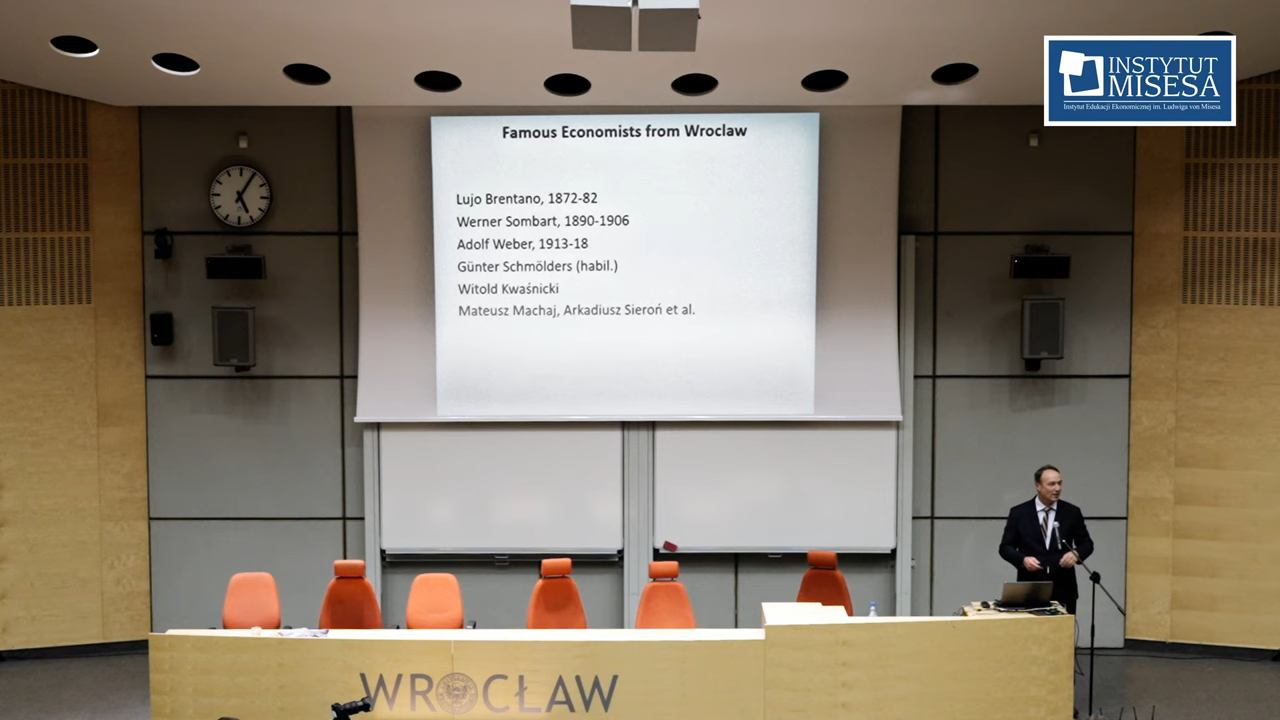 INSTYTUT
MISESA
Instytut Edukacji Ekonomicznej im. Ludwiga von Misesa
Famous Economists from Wroclaw
Lujo Brentano, 1872-82
Werner Sombart, 1890-1906
Adolf Weber, 1913-18
Günter Schmölders (habil.)
Witold Kwaśnicki
Mateusz Machaj, Arkadiusz Sieroń et al.
WROCŁAW